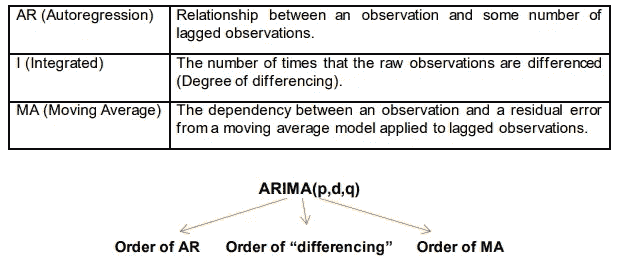 AR (Autoregression) Relationship between an observation and some number of
lagged observations.
I (Integrated) The number of times that the raw observations are differenced
(Degree of differencing).
MA (Moving Average) The dependency between an observation and a residual error
from a moving average model applied to lagged observations.
ARIMA(p,d,q)
Order of AR Order of “differencing” Order of MA